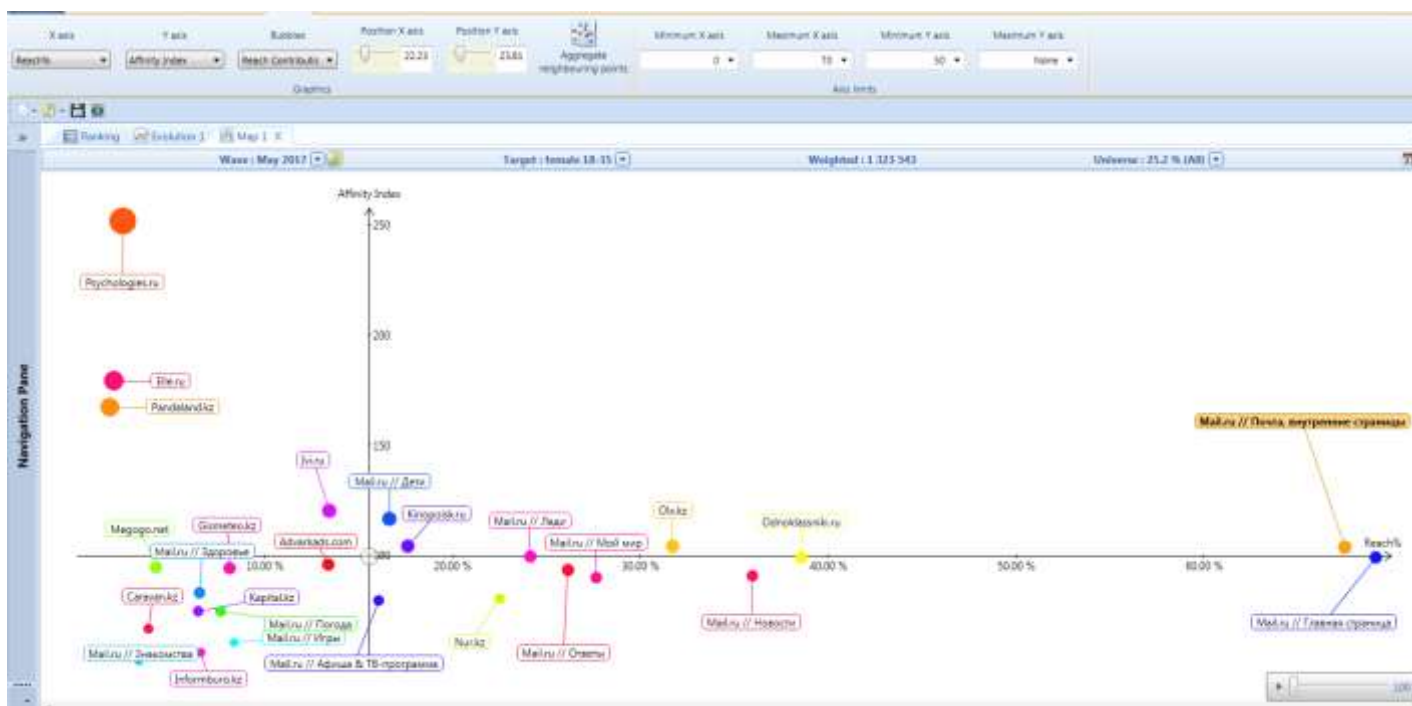 X axis Y axis Bubbles Position X axis Position Y axis Minimum X axis Maximum X axis Minimum Y axis Maximum Y axis
Reach% Affinity Index Reach Contributio 22.23 23.81 Aggregate neighbouring points 0 70 50 None
Graphics Axis limits
Ranking Evolution 1 Map 1
Wave : May 2017 Target : female 18-35 Weighted : 1 323 543 Universe : 25.2 % (All)
Navigation Pane
Affinity Index
250
Psychologies.ru
200
Elle.ru
Pandaland.kz
Mail.ru // Почта, внутренние страницы
150
Ivi.ru
Mail.ru // Дети
Kinopoisk.ru
Olx.kz
Mail.ru // Леди
Odnoklassniki.ru
Megogo.net
Gismeteo.kz
Mail.ru // Мой мир
Advertads.com
Mail.ru // Здоровье
100
Reach%
10.00 % 20.00 % 30.00 % 40.00 % 50.00 % 60.00 %
Caravan.kz
Kapital.kz
Mail.ru // Погода
Mail.ru // Новости
Mail.ru // Главная страница
Mail.ru // Игры
Nur.kz
Mail.ru // Знакомства
Mail.ru // Ответы
Mail.ru // Афиша & ТВ-программа
Informburo.kz
100